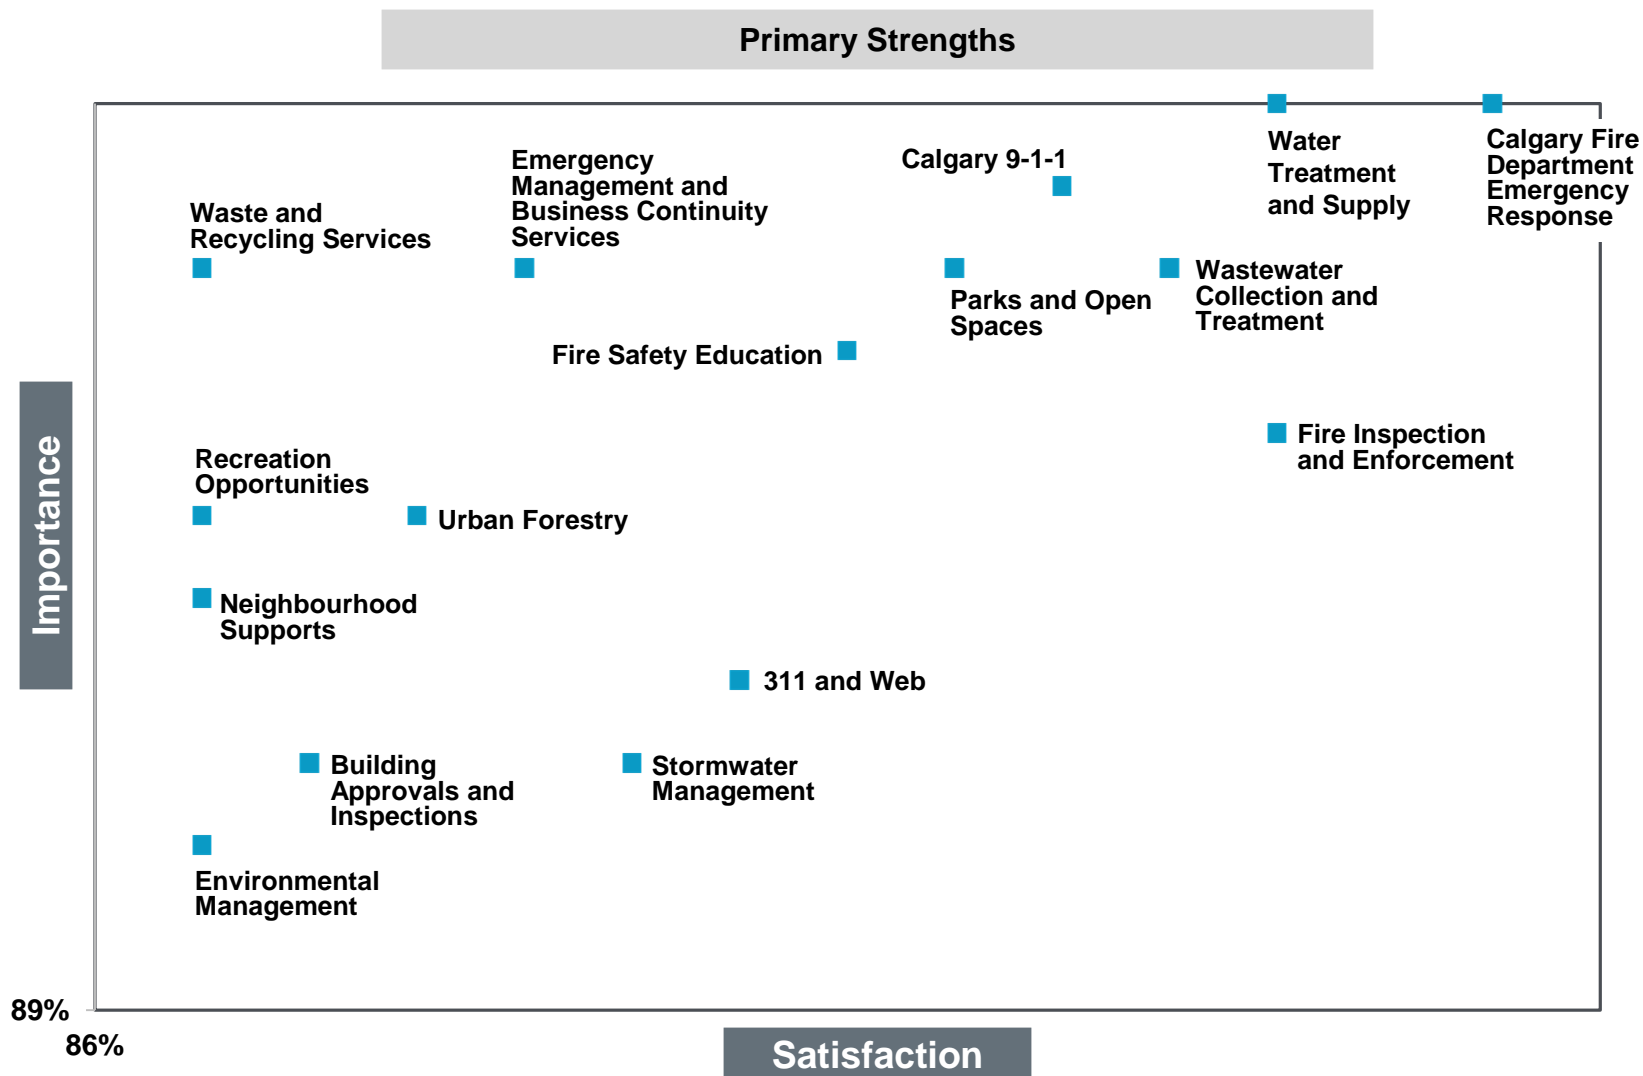 Primary Strengths
Calgary 9-1-1
Water
Treatment
and Supply
Calgary Fire
Department
Emergency
Response
Emergency
Management and
Business Continuity
Services
Waste and
Recycling Services
Parks and Open
Spaces
Wastewater
Collection and
Treatment
Fire Safety Education
Fire Inspection
and Enforcement
Importance
Recreation
Opportunities
Urban Forestry
Neighbourhood
Supports
311 and Web
Building
Approvals and
Inspections
Stormwater
Management
Environmental
Management
89%
86%
Satisfaction